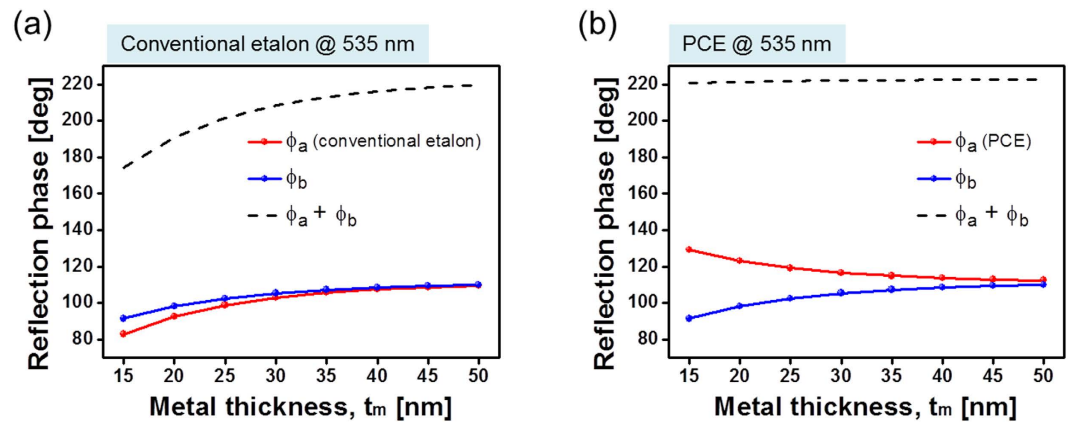 (a)
Conventional etalon @ 535 nm
Reflection phase [deg]
220
200
180
160
140
120
100
80
ϕa (conventional etalon)
ϕb
ϕa + ϕb
15 20 25 30 35 40 45 50
Metal thickness, tm [nm]
(b)
PCE @ 535 nm
Reflection phase [deg]
220
200
180
160
140
120
100
80
ϕa (PCE)
ϕb
ϕa + ϕb
15 20 25 30 35 40 45 50
Metal thickness, tm [nm]